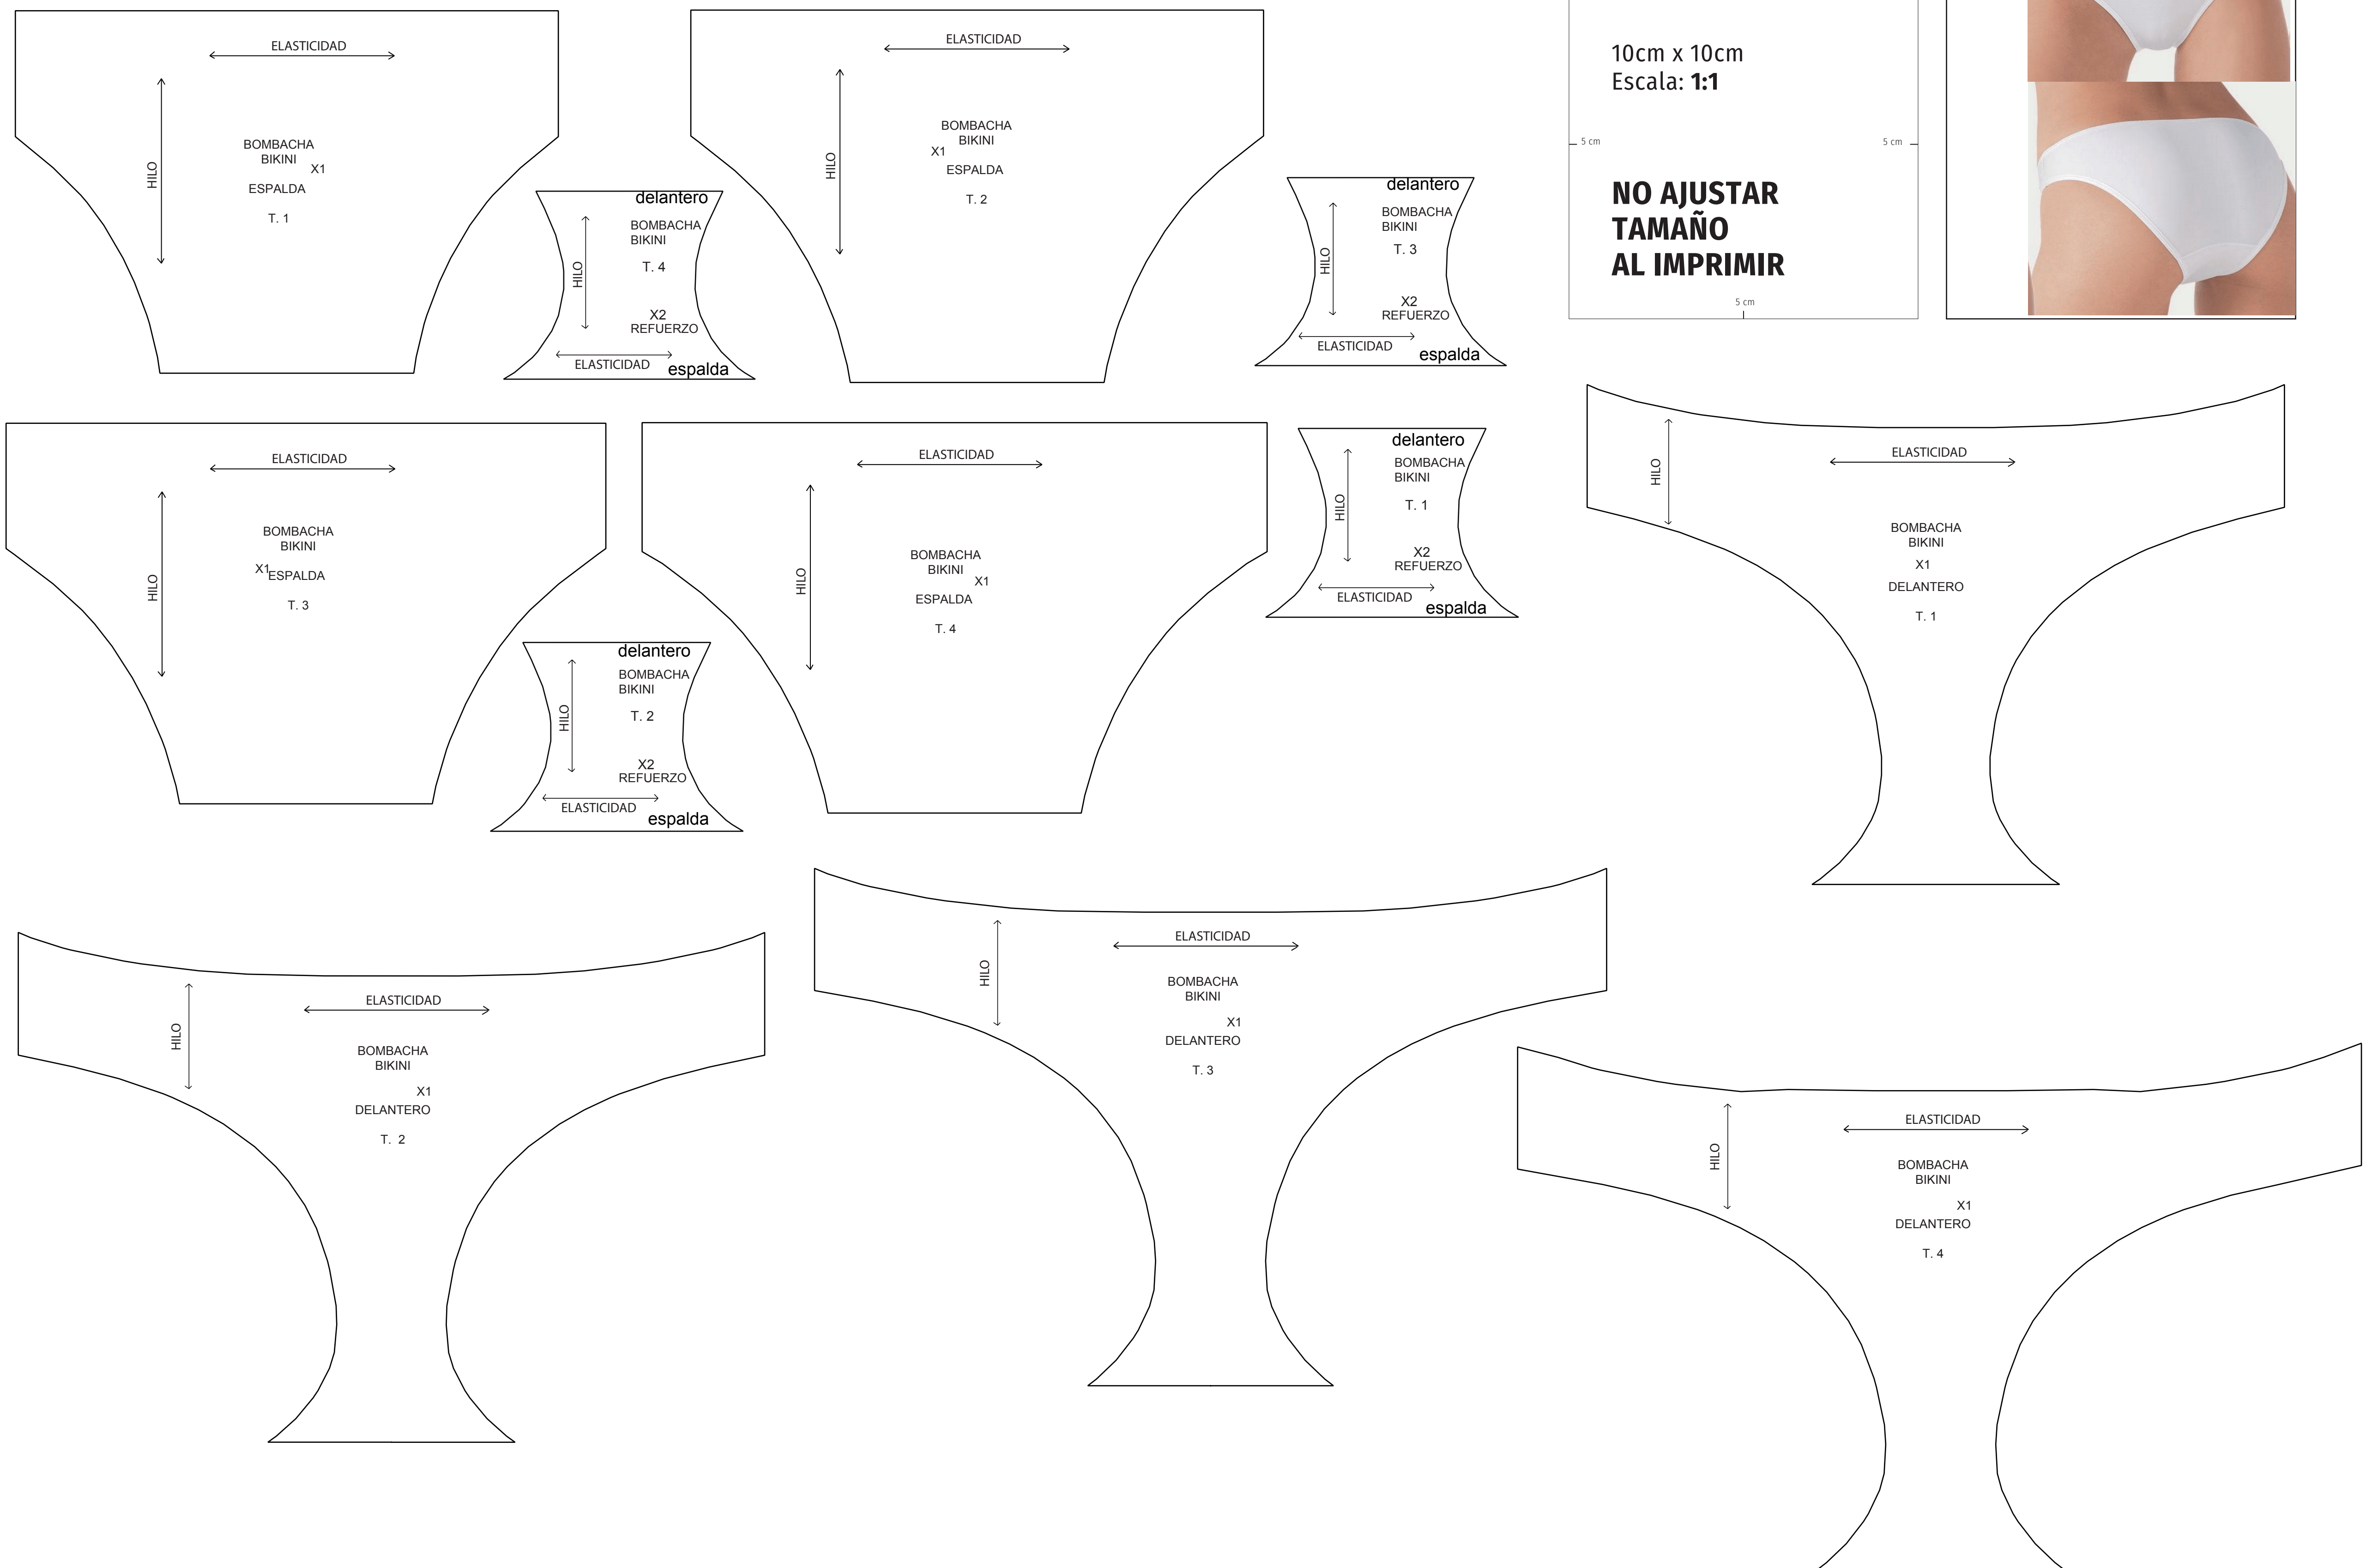 ELASTICIDAD
HILO
BOMBACHA
BIKINI
X1
ESPALDA
T. 1
delantero
BOMBACHA
BIKINI
T. 4
HILO
X2
REFUERZO
ELASTICIDAD
espalda
ELASTICIDAD
HILO
BOMBACHA
BIKINI
X1
ESPALDA
T. 2
delantero
BOMBACHA
BIKINI
T. 3
HILO
X2
REFUERZO
ELASTICIDAD
espalda
10cm x 10cm
Escala: 1:1
5 cm
5 cm
NO AJUSTAR
TAMAÑO
AL IMPRIMIR
5 cm
ELASTICIDAD
HILO
BOMBACHA
BIKINI
X1
ESPALDA
T. 3
delantero
BOMBACHA
BIKINI
T. 2
HILO
X2
REFUERZO
ELASTICIDAD
espalda
ELASTICIDAD
HILO
BOMBACHA
BIKINI
X1
ESPALDA
T. 4
delantero
BOMBACHA
BIKINI
T. 1
HILO
X2
REFUERZO
ELASTICIDAD
espalda
ELASTICIDAD
HILO
BOMBACHA
BIKINI
X1
DELANTERO
T. 1
ELASTICIDAD
HILO
BOMBACHA
BIKINI
X1
DELANTERO
T. 2
ELASTICIDAD
HILO
BOMBACHA
BIKINI
X1
DELANTERO
T. 3
ELASTICIDAD
HILO
BOMBACHA
BIKINI
X1
DELANTERO
T. 4